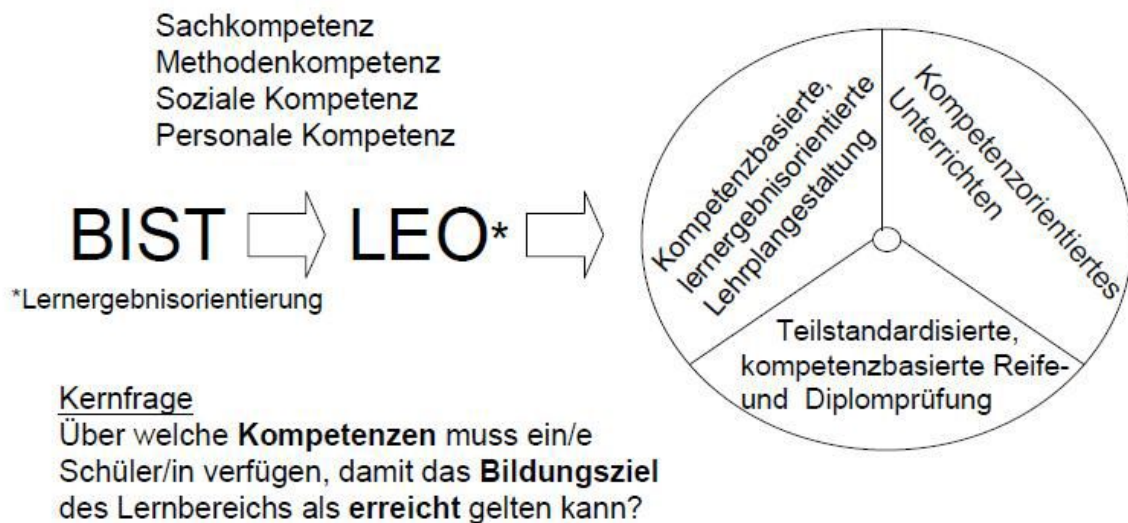 Sachkompetenz
Methodenkompetenz
Soziale Kompetenz
Personale Kompetenz
BIST
LEO*
*Lernergebnisorientierung
Kernfrage
Über welche Kompetenzen muss ein/e
Schüler/in verfügen, damit das Bildungsziel
des Lernbereichs als erreicht gelten kann?
Kompetenzbasierte,
lernergebnisorientierte
Lehrplangestaltung
Kompetenzorientiertes
Unterrichten
Teilstandardisierte,
kompetenzbasierte Reife-
und Diplomprüfung